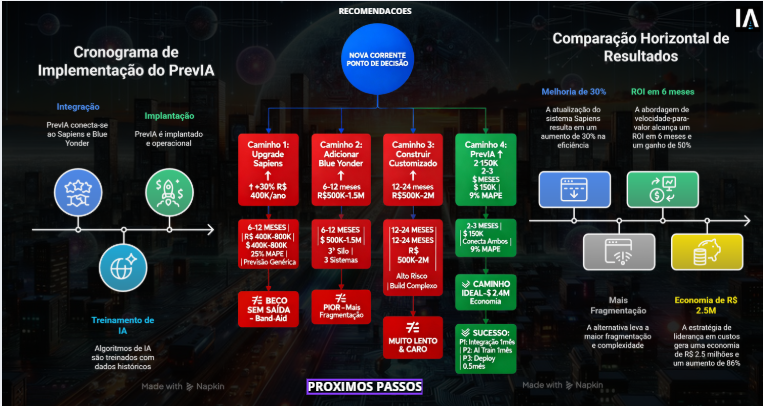 RECOMENDACOES
IA
Cronograma de
Implementação do PrevIA
Integração
PrevIA conecta-se
ao Sapiens e Blue
Yonder
Implantação
PrevIA é implantado
e operacional
Treinamento de
IA
Algoritmos de IA
são treinados com
dados históricos
Made with Napkin
NOVA CORRENTE
PONTO DE DECISÃO
Caminho 1:
Upgrade
Sapiens
↑
↑ +30% R$
400K/ano
6-12 MESES
| R$ 400K-800K
$ 400K-800K
25% MAPE |
Previsão Genérica
BEÇO
SEM SAÍDA
- Band-Aid
Caminho 2:
Adicionar
Blue Yonder
↑
6-12 meses
R$500K-1.5M
| 6-12 MESES
| $ 500K-1.5M
3º Silo |
3 Sistemas
PIOR-Mais
Fragmentação
Caminho 3:
Construir
Customizado
↑
12-24 meses
R$500K-2M
12-24 MESES
12-24 MESES
R$
500K-2M
Alto Risco
| Build Complexo
MUITO LENTO
& CARO
Caminho 4:
PrevIA ↑
2-150K
2-3
$ MESES
$ 150K |
9% MAPE
2-3 MESES
| $ 150K
Conecta Ambos |
9% MAPE
CAMINHO
IDEAL-$ 2.4M
Economia
SUCESSO:
P1: Integração 1mês
P2: AI Train 1mês
P3: Deploy
0.5mês
PROXIMOS PASSOS
Comparação Horizontal de
Resultados
Melhoria de 30%
A atualização do
sistema Sapiens
resulta em um
aumento de 30% na
eficiência
ROI em 6 meses
A abordagem de
velocidade-para-
valor alcança um
ROI em 6 meses e
um ganho de 50%
Mais
Fragmentação
A alternativa leva a
maior fragmentação
e complexidade
Economia de R$
2.5M
A estratégia de
liderança em custos
gera uma economia
de R$ 2.5 milhões e
um aumento de 86%
Made with Napkin